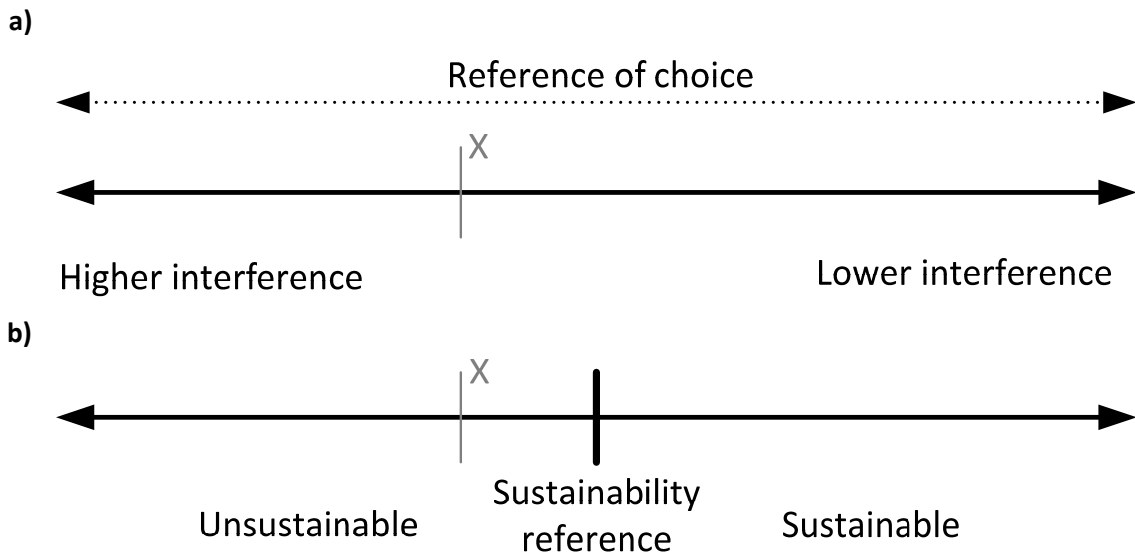 a)
Reference of choice
X
Higher interference
Lower interference
b)
X
Sustainability
reference
Unsustainable
Sustainable